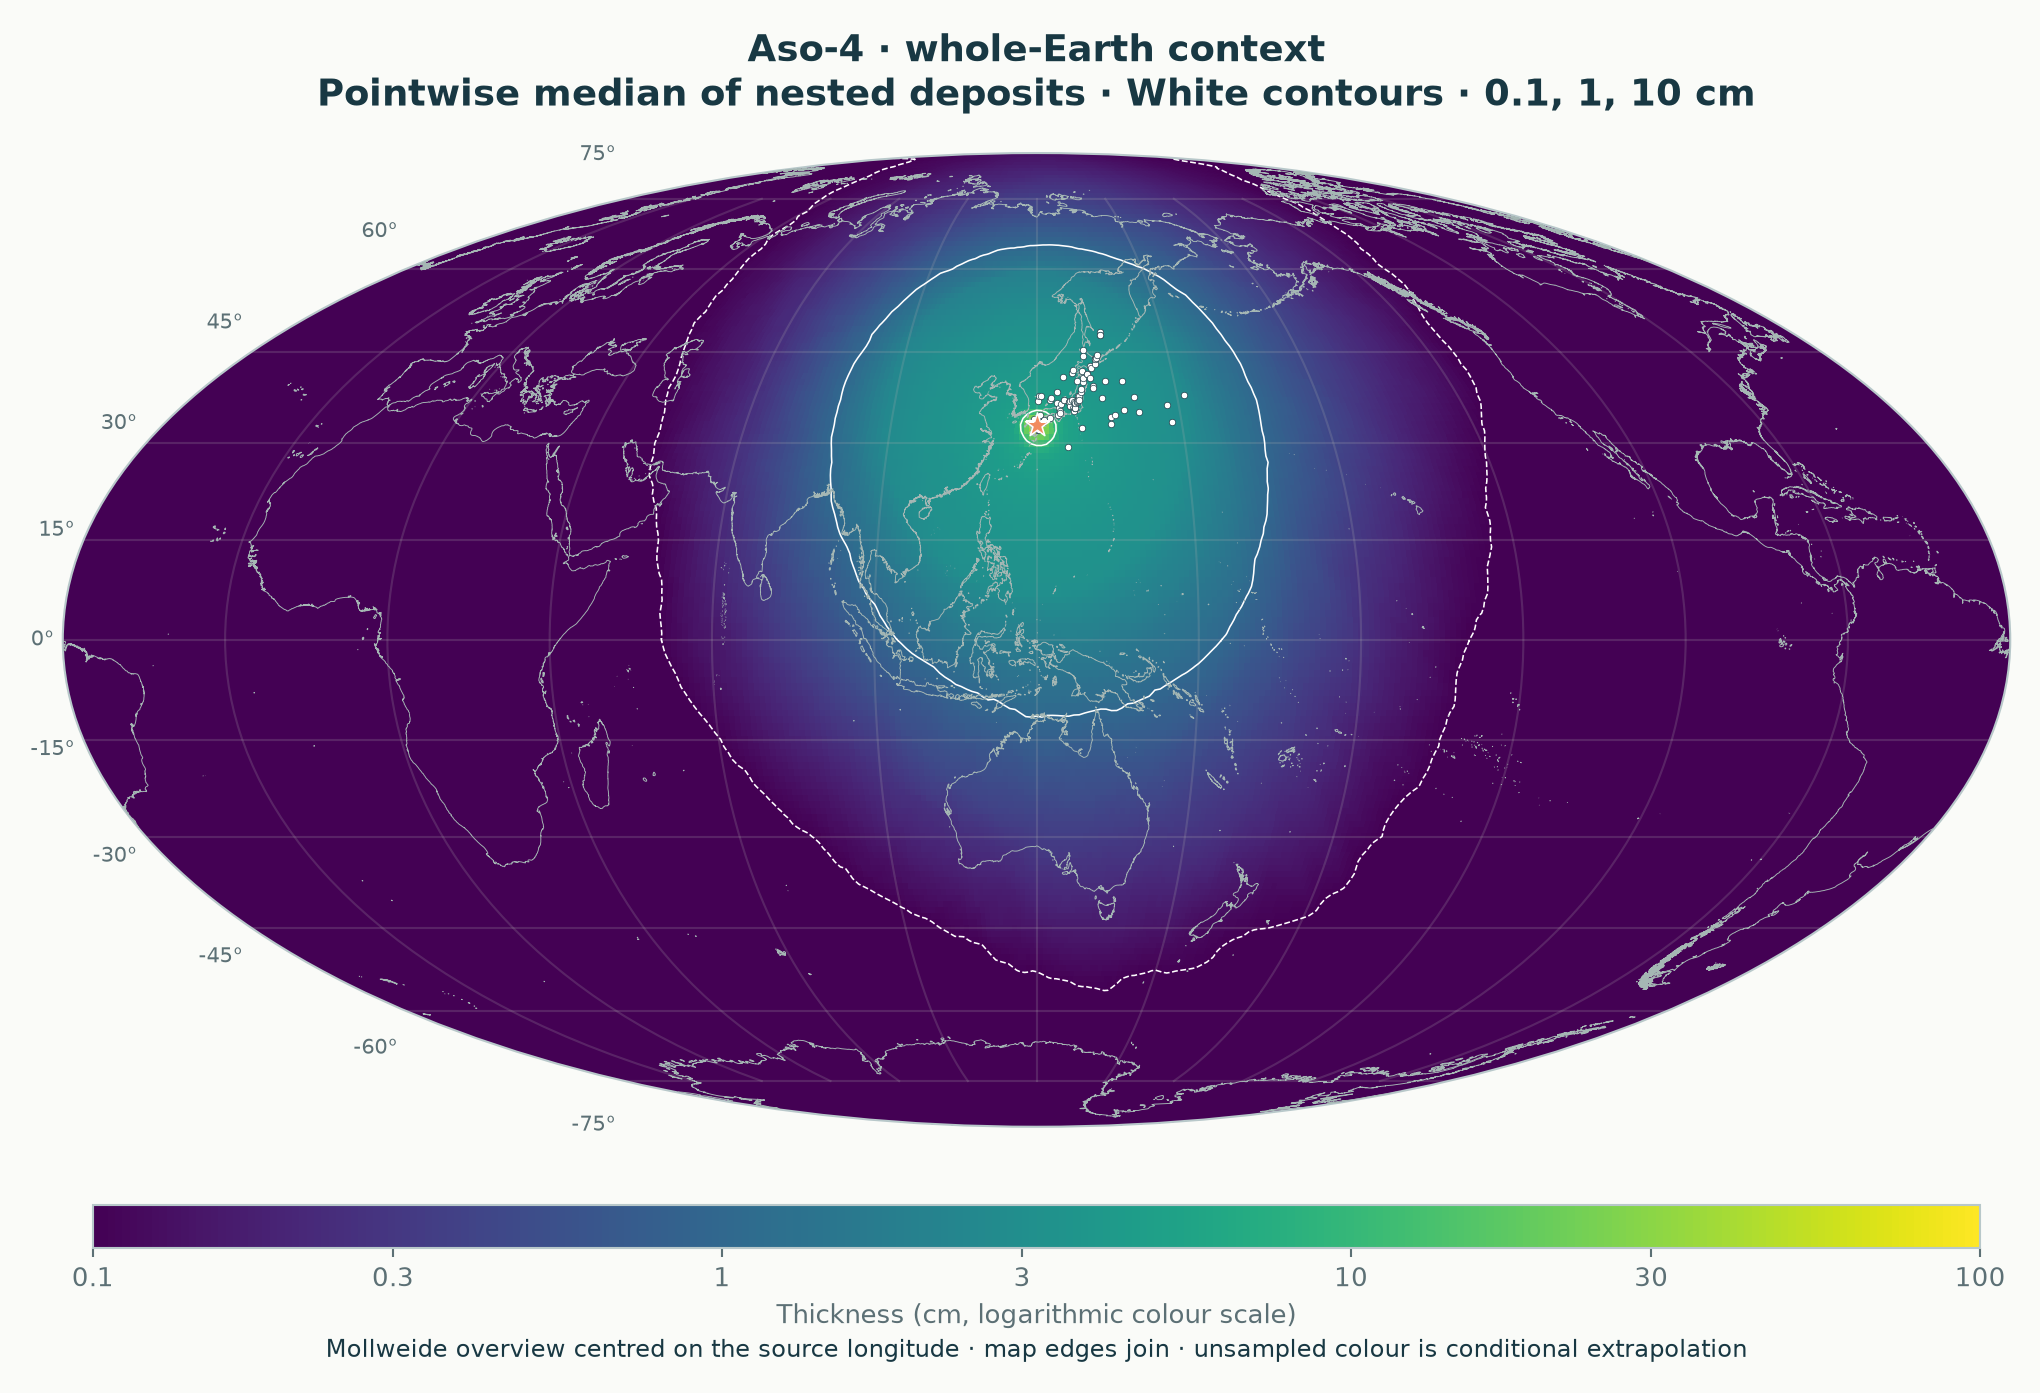 Aso-4 · whole-Earth context
Pointwise median of nested deposits · White contours · 0.1, 1, 10 cm
75°
60°
45°
30°
15°
0°
-15°
-30°
-45°
-60°
-75°
0.1 0.3 1 3 10 30 100
Thickness (cm, logarithmic colour scale)
Mollweide overview centred on the source longitude · map edges join · unsampled colour is conditional extrapolation